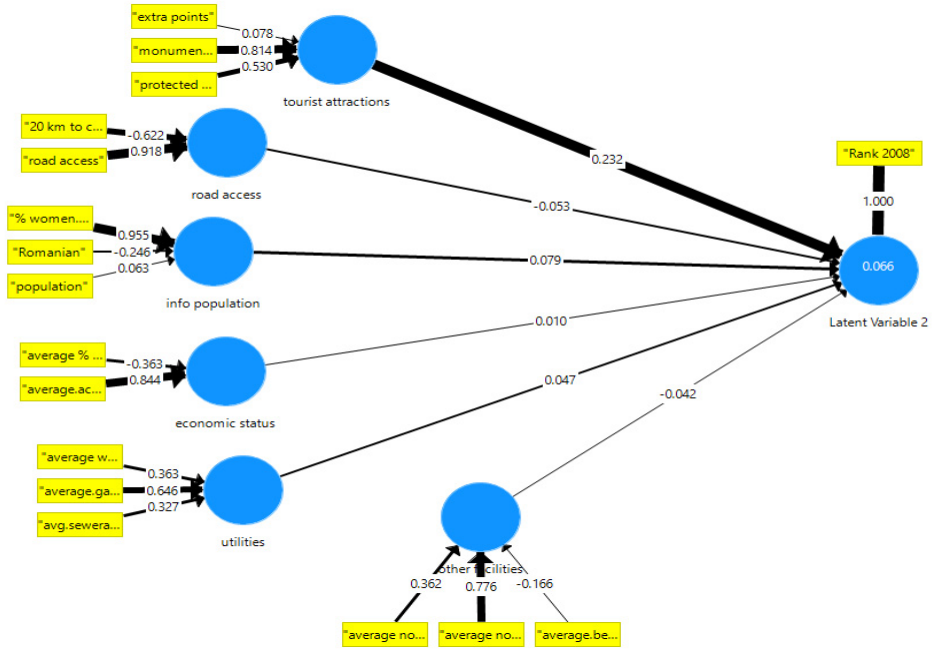 "extra points"
0.078
"monumen...
0.814
"protected ...
0.530
tourist attractions
"20 km to c...
-0.622
"road access"
0.918
road access
"% women....
0.955
"Romanian"
-0.246
"population"
0.063
info population
"average % ...
-0.363
"average.ac...
0.844
economic status
"average w...
0.363
"average.ga...
0.646
"avg.sewera...
0.327
utilities
0.232
-0.053
0.079
0.010
0.047
-0.042
"Rank 2008"
1.000
0.066
Latent Variable 2
other facilities
0.362
0.776
-0.166
"average no...
"average no...
"average.be...